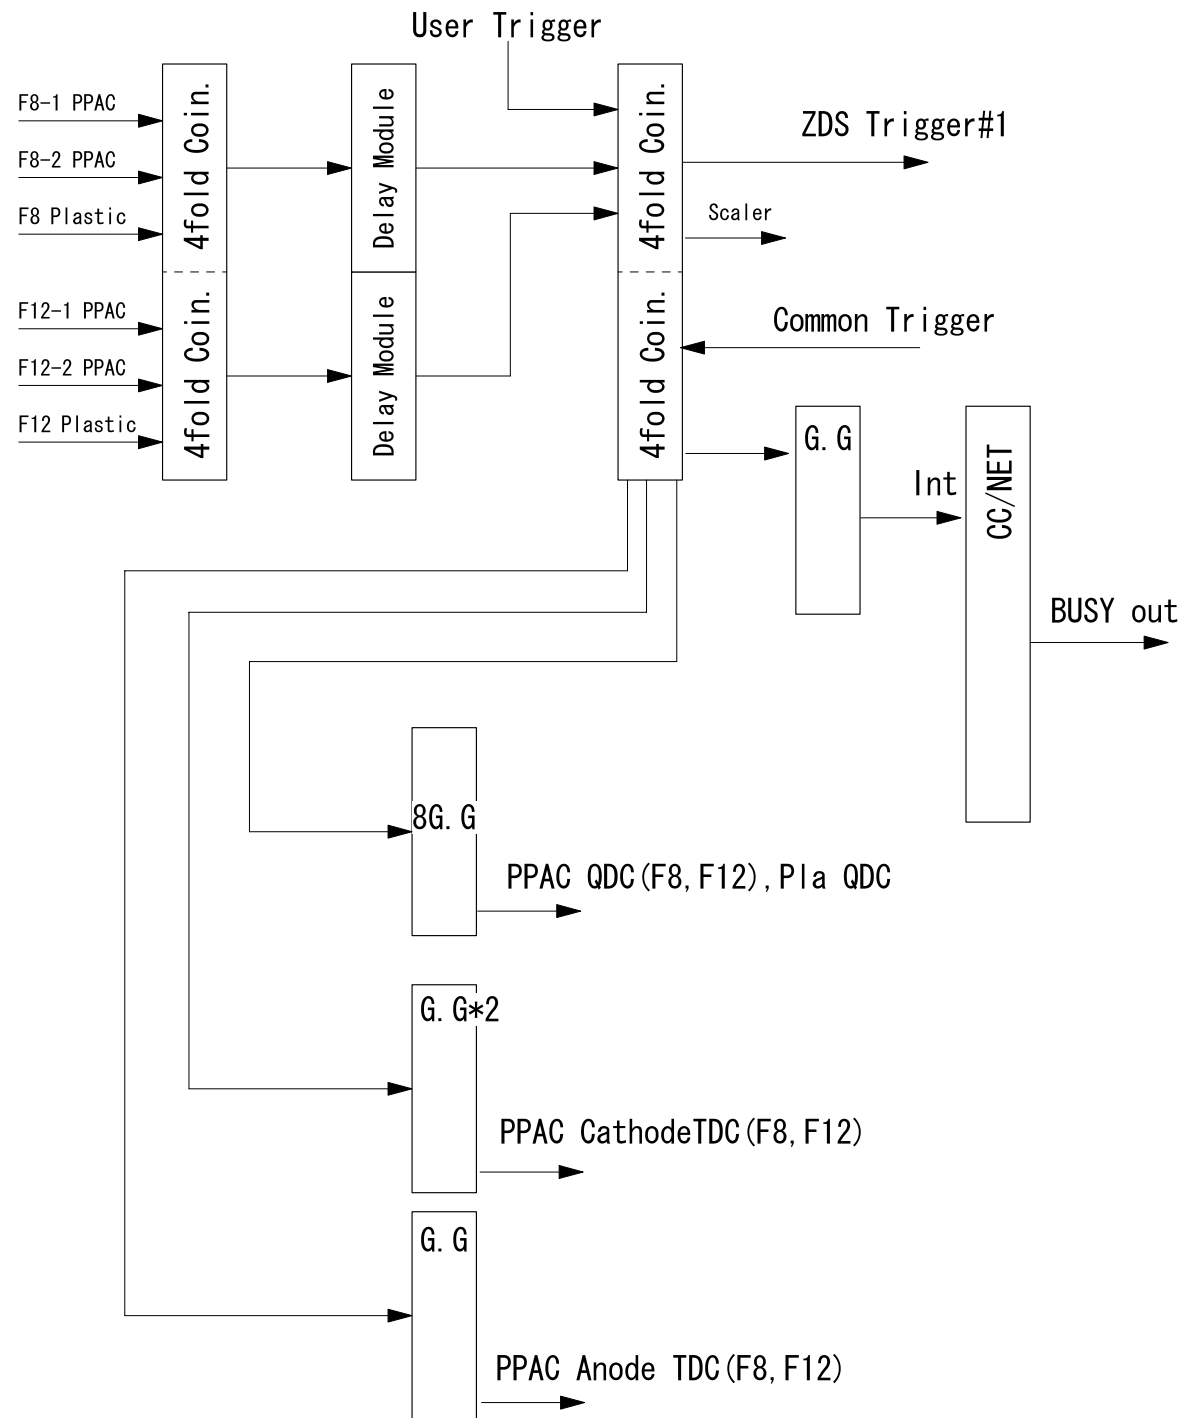 User Trigger
F8-1 PPAC
F8-2 PPAC
F8 Plastic
F12-1 PPAC
F12-2 PPAC
F12 Plastic
4fold Coin.
4fold Coin.
Delay Module
Delay Module
4fold Coin.
4fold Coin.
ZDS Trigger#1
Scaler
Common Trigger
G.G
Int
CC/NET
BUSY out
8G.G
PPAC QDC(F8,F12),Pla QDC
G.G*2
PPAC CathodeTDC(F8,F12)
G.G
PPAC Anode TDC(F8,F12)